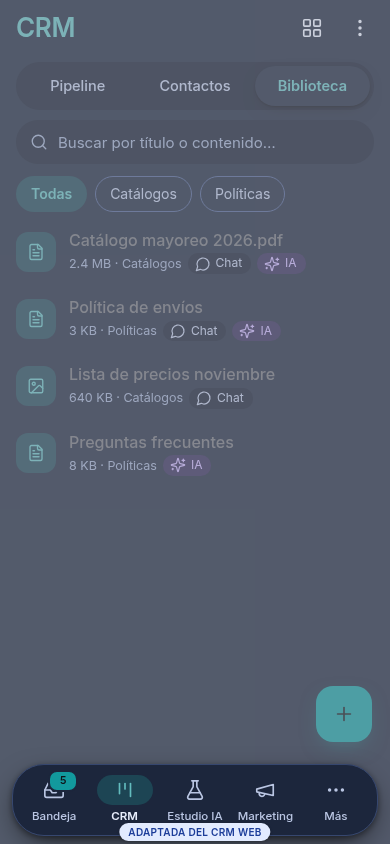 CRM
Pipeline Contactos Biblioteca
Buscar por título o contenido...
Todas Catálogos Políticas
Catálogo mayoreo 2026.pdf
2.4 MB · Catálogos Chat IA
Política de envíos
3 KB · Políticas Chat IA
Lista de precios noviembre
640 KB · Catálogos Chat
Preguntas frecuentes
8 KB · Políticas IA
5
Bandeja CRM Estudio IA Marketing Más
ADAPTADA DEL CRM WEB